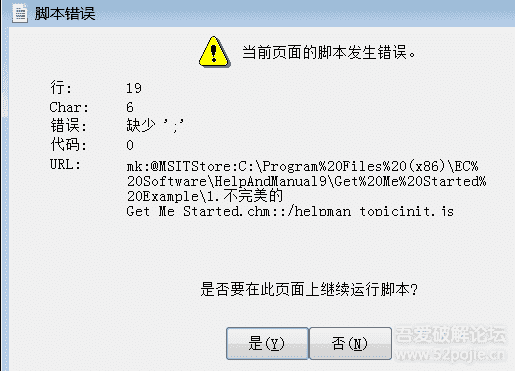 脚本错误
当前页面的脚本发生错误。
行: 19
Char: 6
错误: 缺少 ';'
代码: 0
URL: mk:@MSITStore:C:\Program%20Files%20(x86)\EC%
20Software\HelpAndManual9\Get%20Me%20Started%
20Example\1.不完美的
Get Me Started.chm::/helpman_topicinit.js
是否要在此页面上继续运行脚本?
是(Y) 否(N)
吾爱破解论坛
www.52pojie.cn